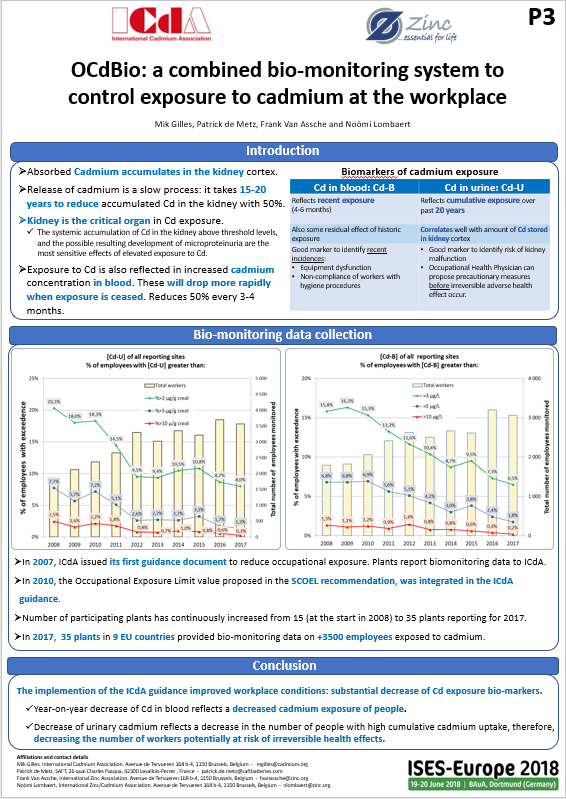 ICdA
International Cadmium Association
Zinc
...essential for life
P3
OCdBio: a combined bio-monitoring system to
control exposure to cadmium at the workplace
Mik Gilles, Patrick de Metz, Frank Van Assche and Noömi Lombaert
Introduction
➢Absorbed Cadmium accumulates in the kidney cortex.
➢Release of cadmium is a slow process: it takes 15-20
years to reduce accumulated Cd in the kidney with 50%.
➢Kidney is the critical organ in Cd exposure.
✓ The systemic accumulation of Cd in the kidney above threshold levels,
and the possible resulting development of microproteinuria are the
most sensitive effects of elevated exposure to Cd.
➢Exposure to Cd is also reflected in increased cadmium
concentration in blood. These will drop more rapidly
when exposure is ceased. Reduces 50% every 3-4
months.
Biomarkers of cadmium exposure
Cd in blood: Cd-B
Cd in urine: Cd-U
Reflects recent exposure
(4-6 months)
Reflects cumulative exposure over
past 20 years
Also some residual effect of historic
exposure
Correlates well with amount of Cd stored
in kidney cortex
Good marker to identify recent
incidences:
• Equipment dysfunction
• Non-compliance of workers with
hygiene procedures
• Good marker to identify risk of kidney
malfunction
• Occupational Health Physician can
propose precautionary measures
before irreversible adverse health
effect occur.
Bio-monitoring data collection
[Cd-U] of all reporting sites
% of employees with [Cd-U] greater than:
Total workers
%>2 µg/g creat
%>5 µg/g creat
%>10 µg/g creat
% of employees with exceedence
Total number of employees monitored
25%
20%
15%
10%
5%
0%
5 000
4 500
4 000
3 500
3 000
2 500
2 000
1 500
1 000
500
0
20,3% 18,0% 18,3% 14,5% 9,5% 9,4% 10,5% 10,8% 8,7% 8,0%
7,7% 5,7% 7,2% 5,1% 2,6% 2,7% 2,7% 3,3% 1,7% 1,3%
2,5% 1,6% 2,2% 1,8% 0,8% 0,7% 1,0% 0,8% 0,6% 0,3%
2008 2009 2010 2011 2012 2013 2014 2015 2016 2017
[Cd-B] of all reporting sites
% of employees with [Cd-B] greater than:
Total workers
>3 µg/L
>5 µg/L
>10 µg/L
% of employees with exceedence
Total number of employees monitored
20%
15%
10%
5%
0%
4 000
3 000
2 000
1 000
0
15,8% 16,3% 15,3% 13,3% 11,6% 10,4% 8,7% 9,5% 7,3% 6,5%
6,8% 6,8% 6,9% 5,6% 5,1% 4,2% 3,0% 3,8% 2,4% 1,8%
1,3% 1,1% 1,2% 0,9% 1,4% 0,8% 0,8% 0,6% 0,4% 0,2%
2008 2009 2010 2011 2012 2013 2014 2015 2016 2017
➢In 2007, ICdA issued its first guidance document to reduce occupational exposure. Plants report biomonitoring data to ICdA.
➢In 2010, the Occupational Exposure Limit value proposed in the SCOEL recommendation, was integrated in the ICdA
guidance.
➢Number of participating plants has continuously increased from 15 (at the start in 2008) to 35 plants reporting for 2017.
➢In 2017, 35 plants in 9 EU countries provided bio-monitoring data on +3500 employees exposed to cadmium.
Conclusion
The implemention of the ICdA guidance improved workplace conditions: substantial decrease of Cd exposure bio-markers.
✓Year-on-year decrease of Cd in blood reflects a decreased cadmium exposure of people.
✓Decrease of urinary cadmium reflects a decrease in the number of people with high cumulative cadmium uptake, therefore,
decreasing the number of workers potentially at risk of irreversible health effects.
Affiliations and contact details
Mik Gilles, International Cadmium Association. Avenue de Tervueren 168 b-4, 1150 Brussels, Belgium - mgilles@cadmium.org
Patrick de Metz, SAFT, 26 quai Charles Pasqua, 92300 Levallois-Perret, France - patrick.de.metz@saftbatteries.com
Frank Van Assche, International Zinc Association. Avenue de Tervueren 168 b-4, 1150 Brussels, Belgium - fvanassche@zinc.org
Noömi Lombaert, International Zinc/Cadmium Association. Avenue de Tervueren 168 b-4, 1150 Brussels, Belgium - nlombaert@zinc.org
ISES-Europe 2018
19-20 June 2018 | BAuA, Dortmund (Germany)